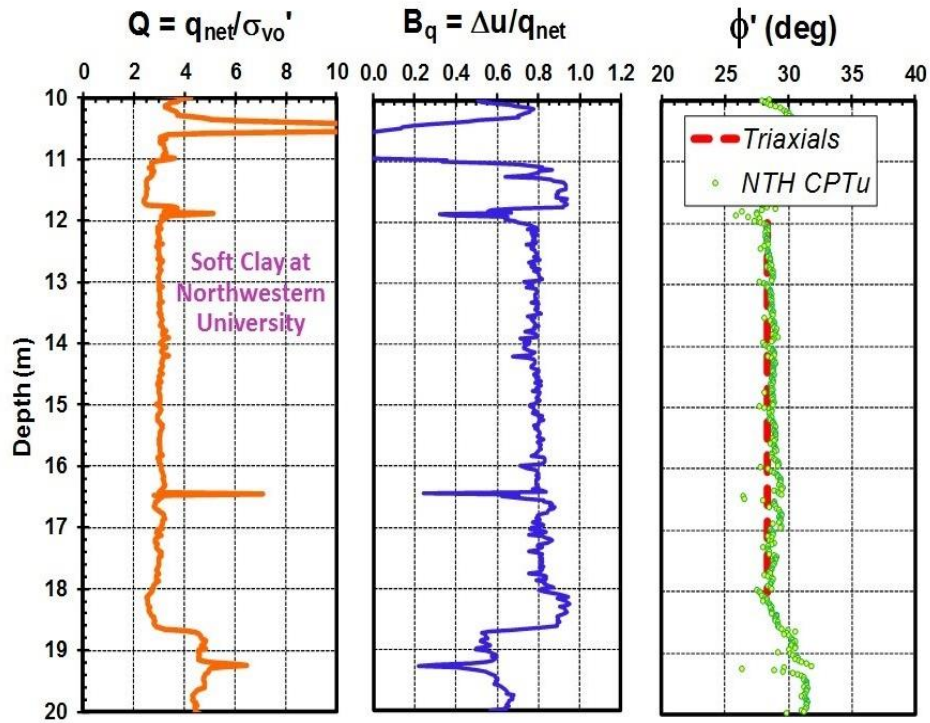 Q = qnet/σvo'
Bq = Δu/qnet
ϕ' (deg)
0 2 4 6 8 10
0.0 0.2 0.4 0.6 0.8 1.0 1.2
20 25 30 35 40
10
11
12
13
14
15
16
17
18
19
20
Depth (m)
Soft Clay at
Northwestern
University
Triaxials
NTH CPTu